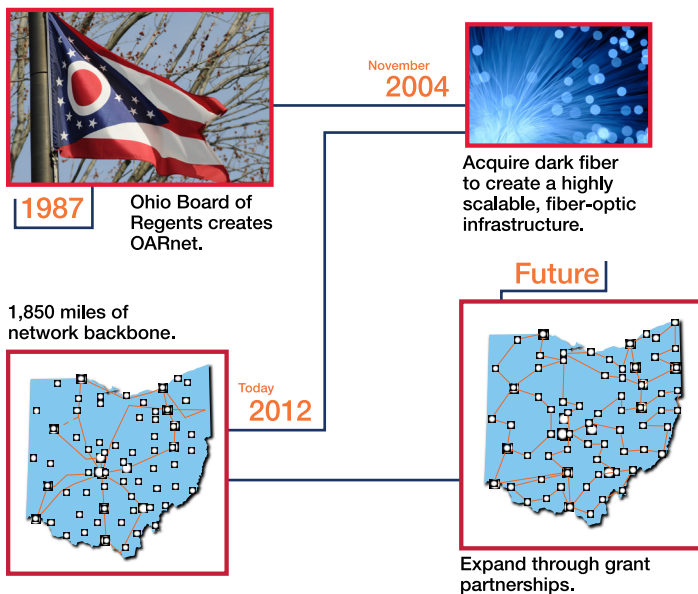 1987
Ohio Board of
Regents creates
OARnet.
November
2004
Acquire dark fiber
to create a highly
scalable, fiber-optic
infrastructure.
1,850 miles of
network backbone.
Today
2012
Future
Expand through grant
partnerships.